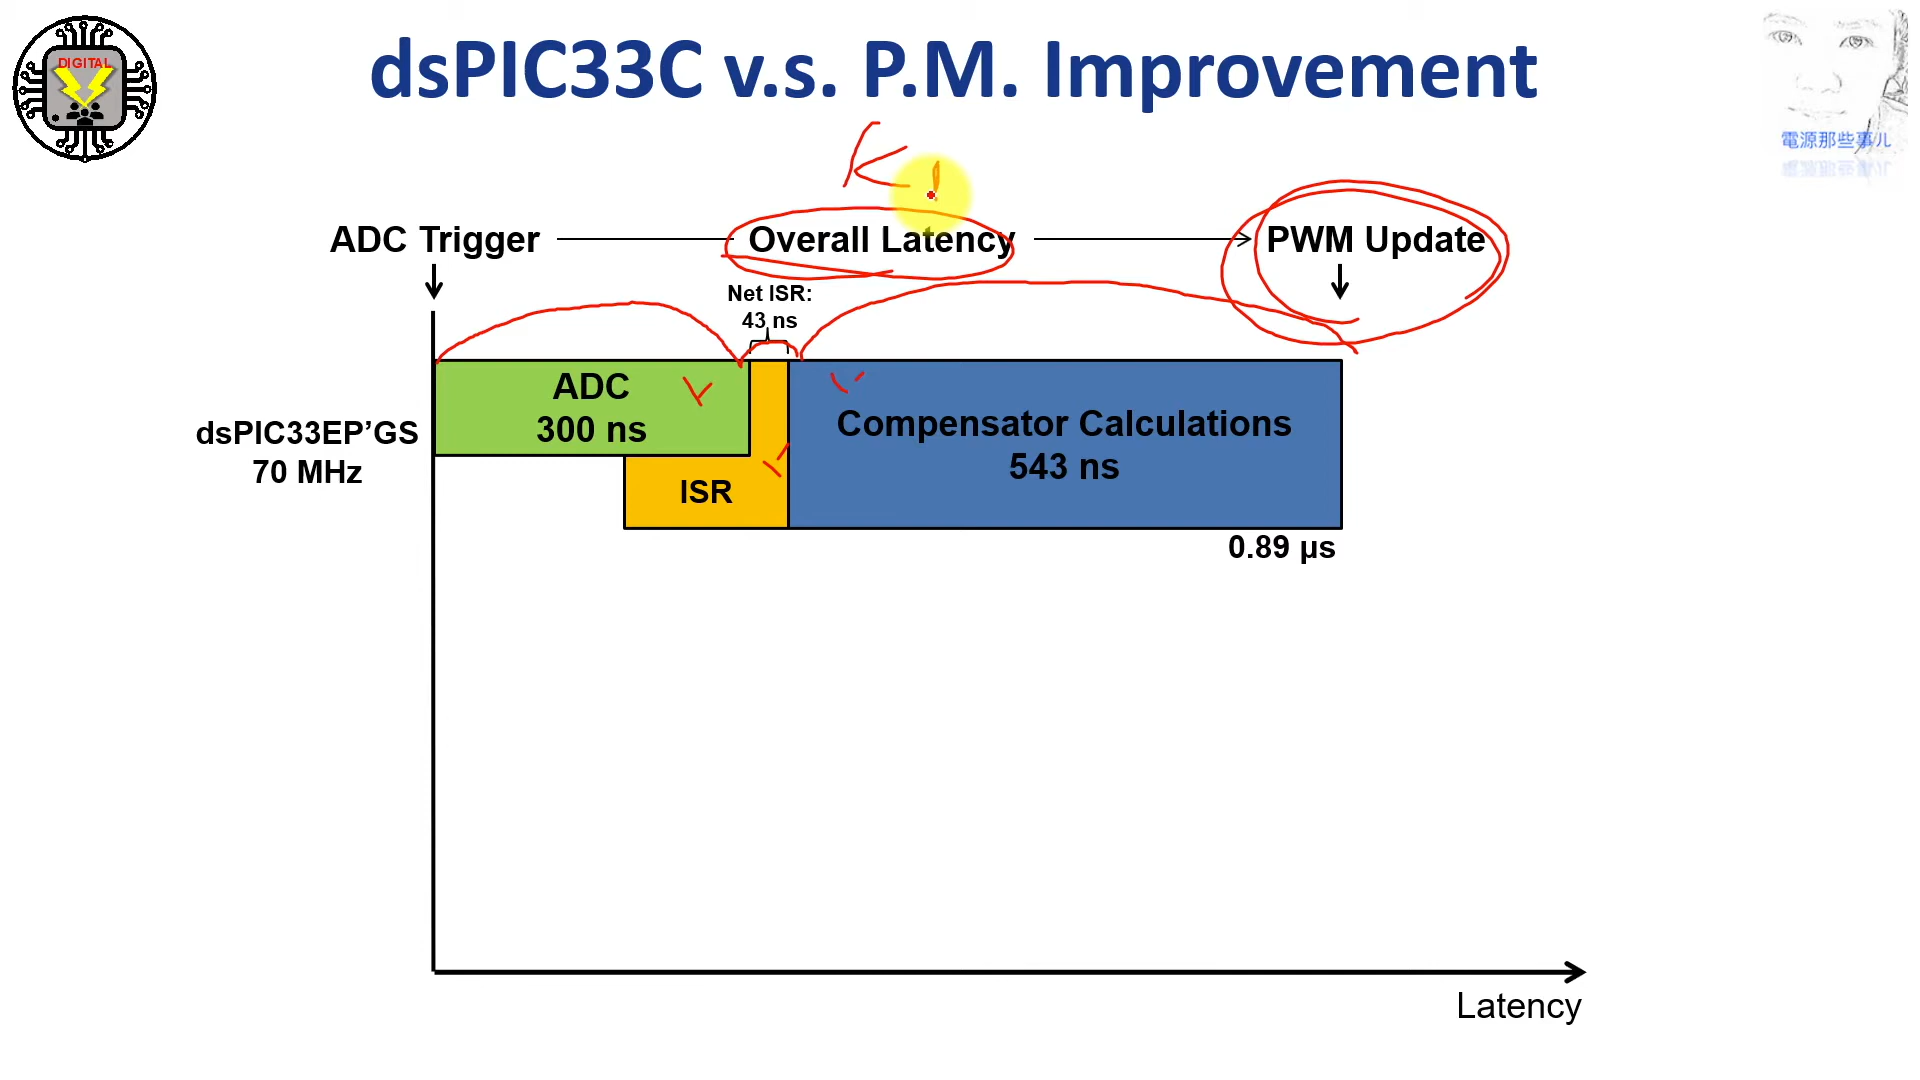 DIGITAL
dsPIC33C v.s. P.M. Improvement
電源那些事儿
ADC Trigger
Overall Latency
PWM Update
Net ISR:
43 ns
ADC
300 ns
dsPIC33EP'GS
70 MHz
ISR
Compensator Calculations
543 ns
0.89 µs
Latency